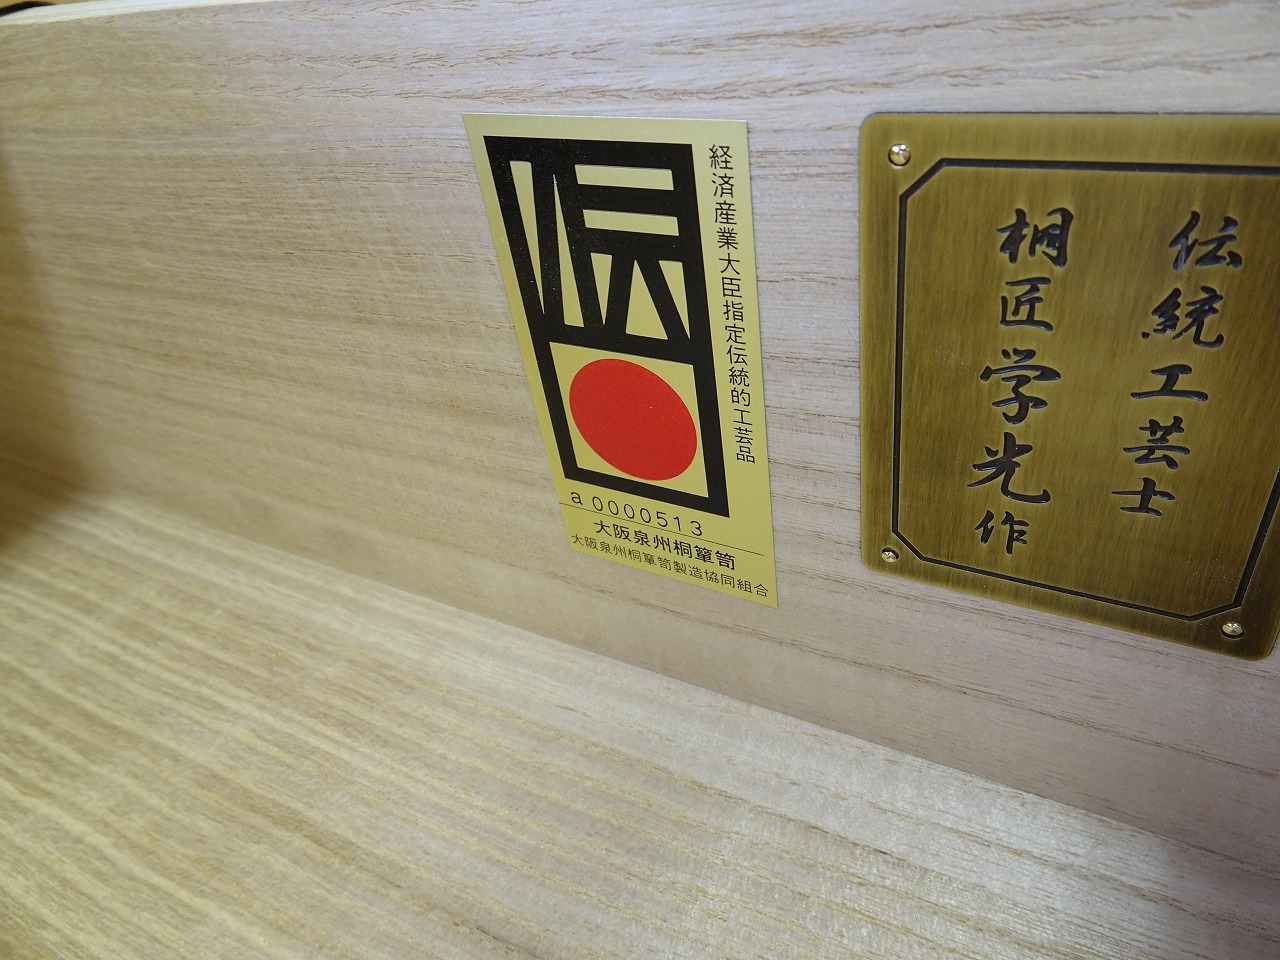 伝
経済産業大臣指定伝統的工芸品
a 0000513
大阪泉州桐簞笥
大阪泉州桐簞笥製造協同組合
伝統工芸士
桐匠学光作